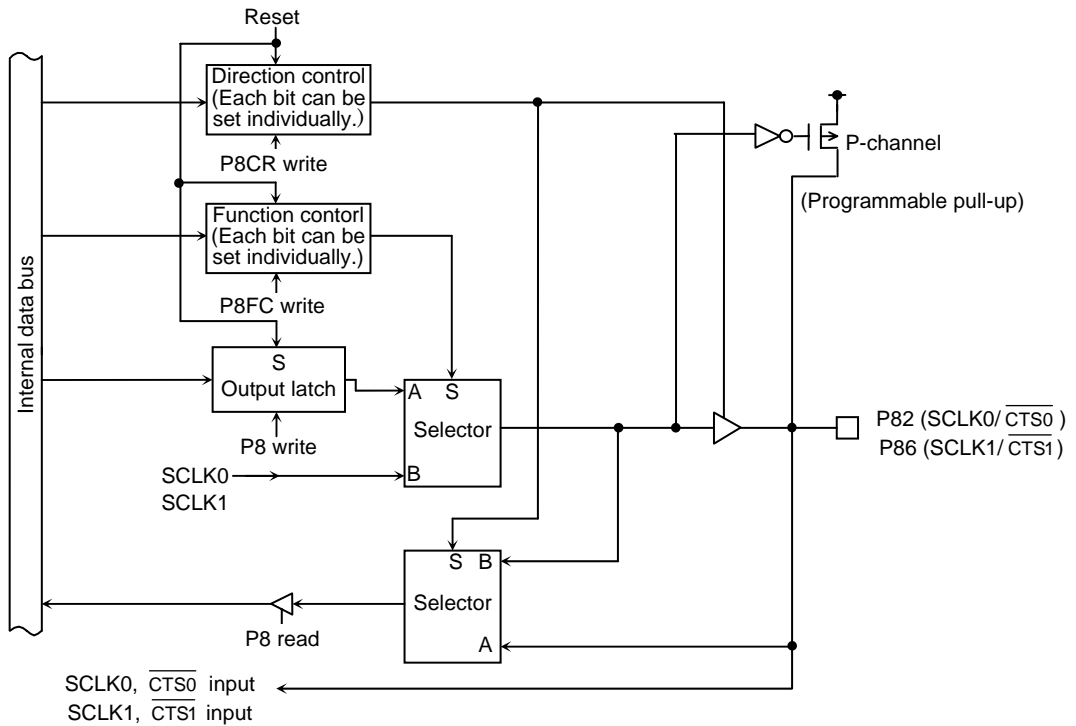 Reset
Internal data bus
Direction control
(Each bit can be
set individually.)
P8CR write
P-channel
(Programmable pull-up)
Function contorl
(Each bit can be
set individually.)
P8FC write
S
Output latch
P8 write
A S
Selector
B
SCLK0
SCLK1
P82 (SCLK0/ CTS0 )
P86 (SCLK1/ CTS1 )
S B
Selector
A
P8 read
SCLK0, CTS0 input
SCLK1, CTS1 input